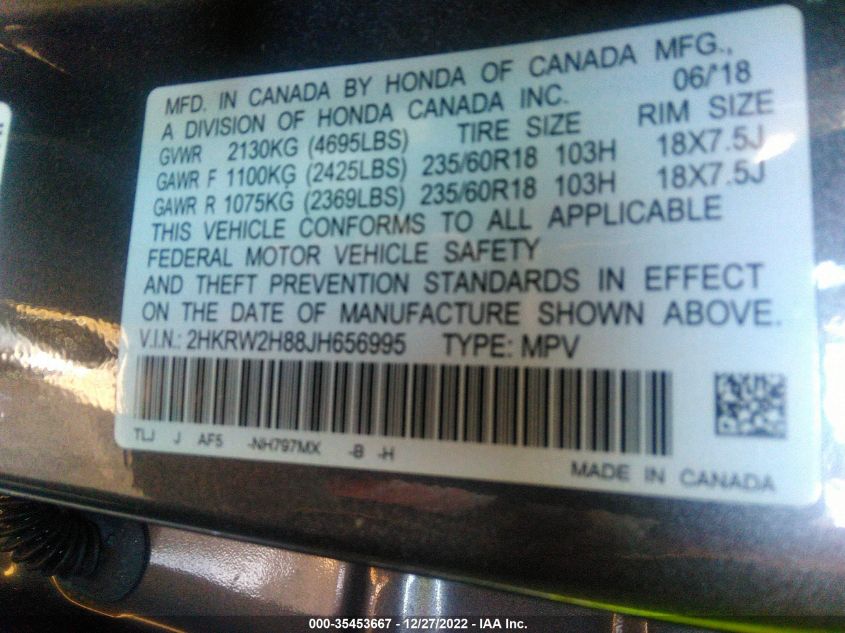 MFD. IN CANADA BY HONDA OF CANADA MFG.,
A DIVISION OF HONDA CANADA INC. 06/'18
GVWR 2130KG (4695LBS) TIRE SIZE RIM SIZE
GAWR F 1100KG (2425LBS) 235/60R18 103H 18X7.5J
GAWR R 1075KG (2369LBS) 235/60R18 103H 18X7.5J
THIS VEHICLE CONFORMS TO ALL APPLICABLE
FEDERAL MOTOR VEHICLE SAFETY
AND THEFT PREVENTION STANDARDS IN EFFECT
ON THE DATE OF MANUFACTURE SHOWN ABOVE.
V.I.N.: 2HKRW2H88JH656995 TYPE: MPV
TLJ J AF5 -NH797MX -B -H
MADE IN CANADA
000-35453667 - 12/27/2022 - IAA Inc.